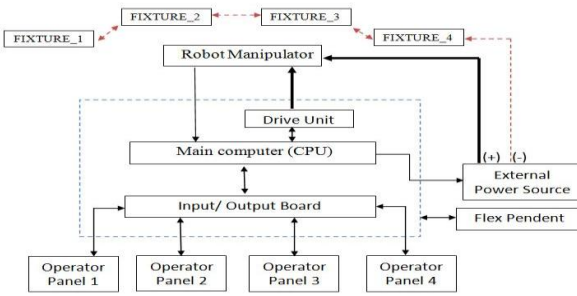 FIXTURE_1
FIXTURE_2
FIXTURE_3
FIXTURE_4
Robot Manipulator
Drive Unit
Main computer (CPU)
(+) (-)
External
Power Source
Input/ Output Board
Flex Pendent
Operator
Panel 1
Operator
Panel 2
Operator
Panel 3
Operator
Panel 4